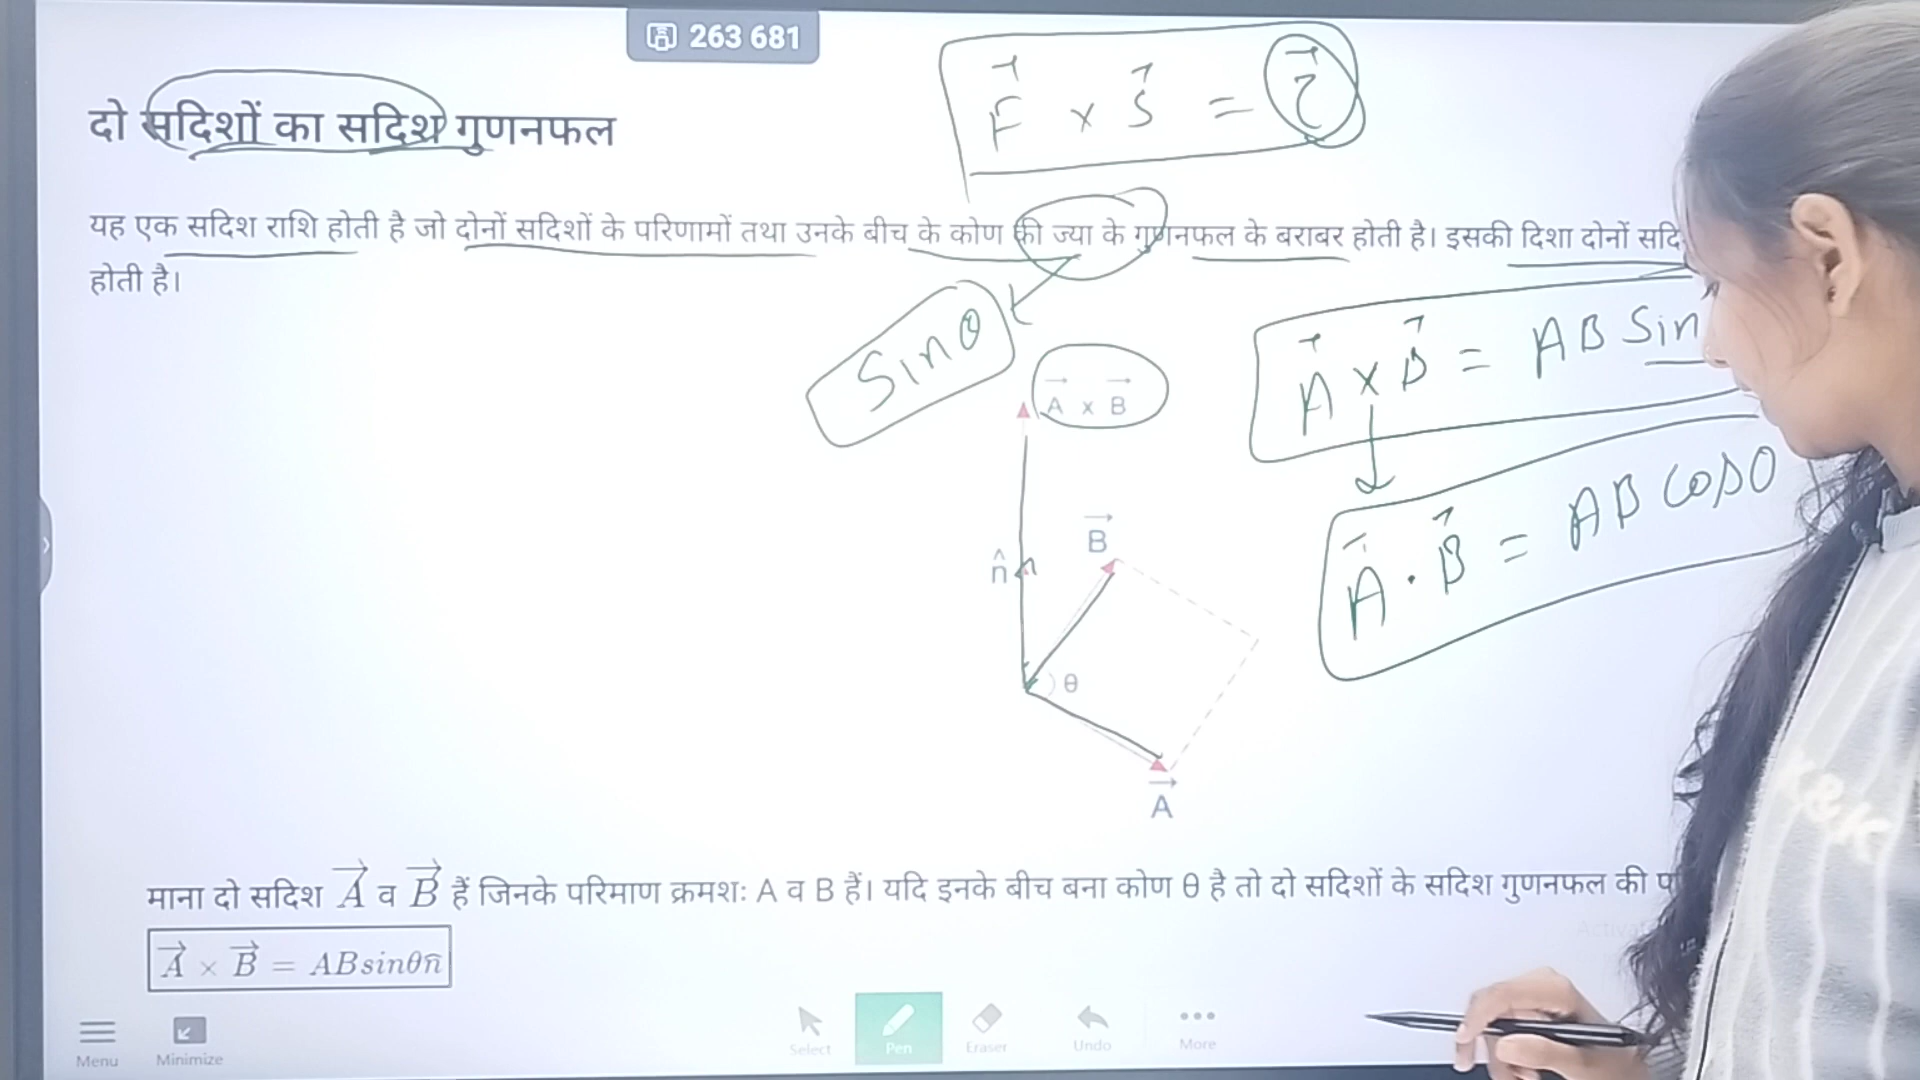 263 681
दो सदिशों का सदिश गुणनफल
F × S = τ
यह एक सदिश राशि होती है जो दोनों सदिशों के परिणामों तथा उनके बीच के कोण की ज्या के गुणनफल के बराबर होती है। इसकी दिशा दोनों
होती है।
Sinθ
A × B
A × B = AB Sin
A · B = AB cosθ
n̂
B
θ
A
माना दो सदिश A व B हैं जिनके परिमाण क्रमशः A व B हैं। यदि इनके बीच बना कोण θ है तो दो सदिशों के सदिश गुणनफल की
A × B = ABsinθn̂
Menu
Minimize
Select
Pen
Eraser
Undo
More